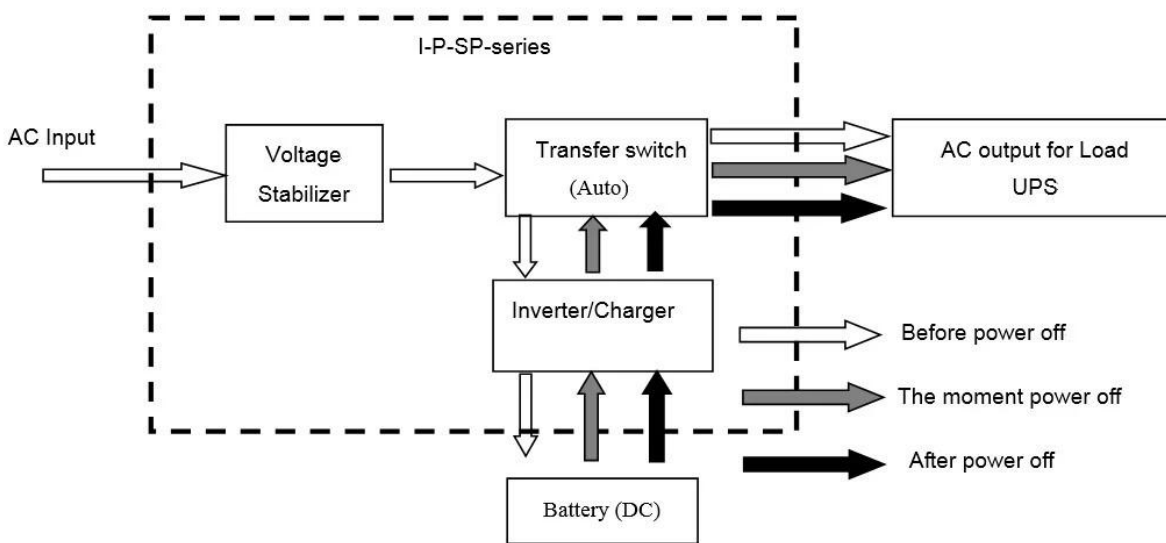 I-P-SP-series
AC Input
Voltage
Stabilizer
Transfer switch
(Auto)
AC output for Load
UPS
Inverter/Charger
Before power off
The moment power off
After power off
Battery (DC)